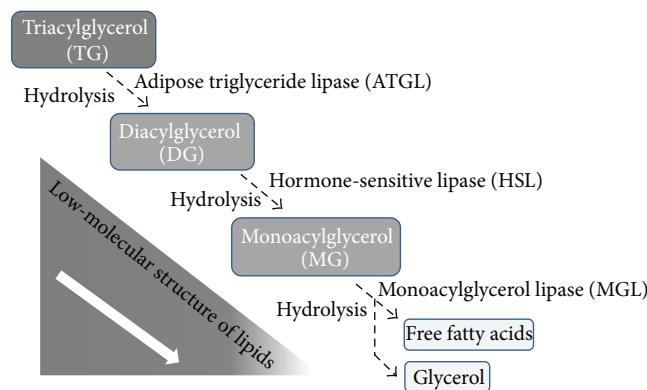 Triacylglycerol
(TG)
Adipose triglyceride lipase (ATGL)
Hydrolysis
Diacylglycerol
(DG)
Hormone-sensitive lipase (HSL)
Hydrolysis
Low-molecular structure of lipids
Monoacylglycerol
(MG)
Monoacylglycerol lipase (MGL)
Hydrolysis
Free fatty acids
Glycerol